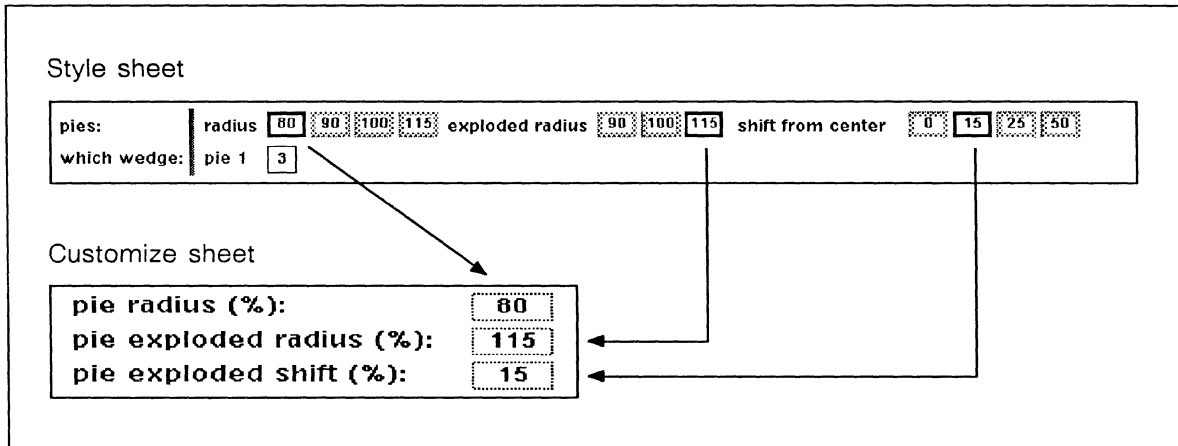 Style sheet
pies: radius 80 90 100 115 exploded radius 90 100 115 shift from center 0 15 25 50
which wedge: pie 1 3
Customize sheet
pie radius (%): 80
pie exploded radius (%): 115
pie exploded shift (%): 15